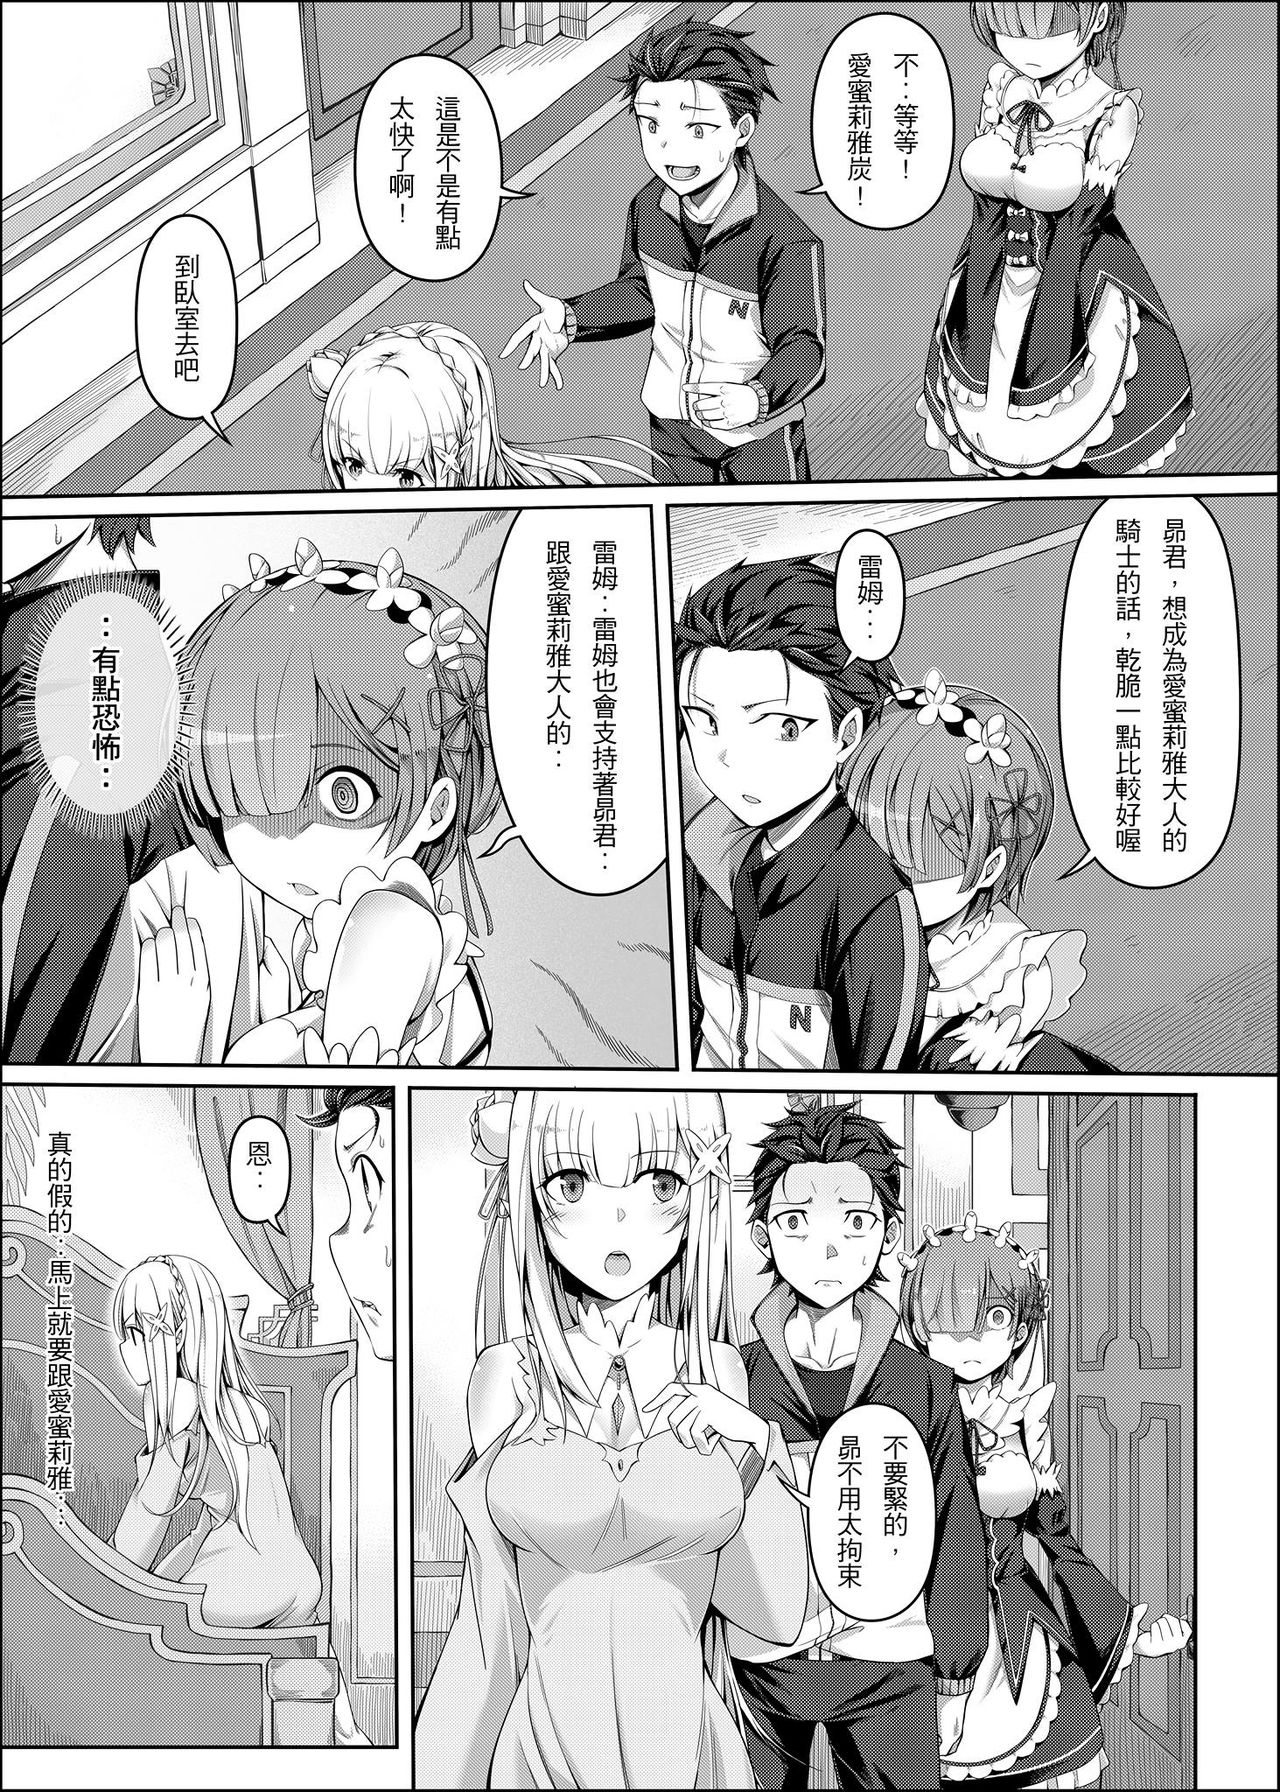 不‥等等！
愛蜜莉雅炭！
這是不是有點
太快了啊！
到臥室去吧
昴君，想成為愛蜜莉雅大人的
騎士的話，乾脆一點比較好喔
雷姆‥‥
雷姆‥雷姆也會支持著昴君‥
跟愛蜜莉雅大人的‥
‥有點恐怖‥
不要緊的，
昴不用太拘束
恩‥
真的假的‥馬上就要跟愛蜜莉雅‥‥
N
N